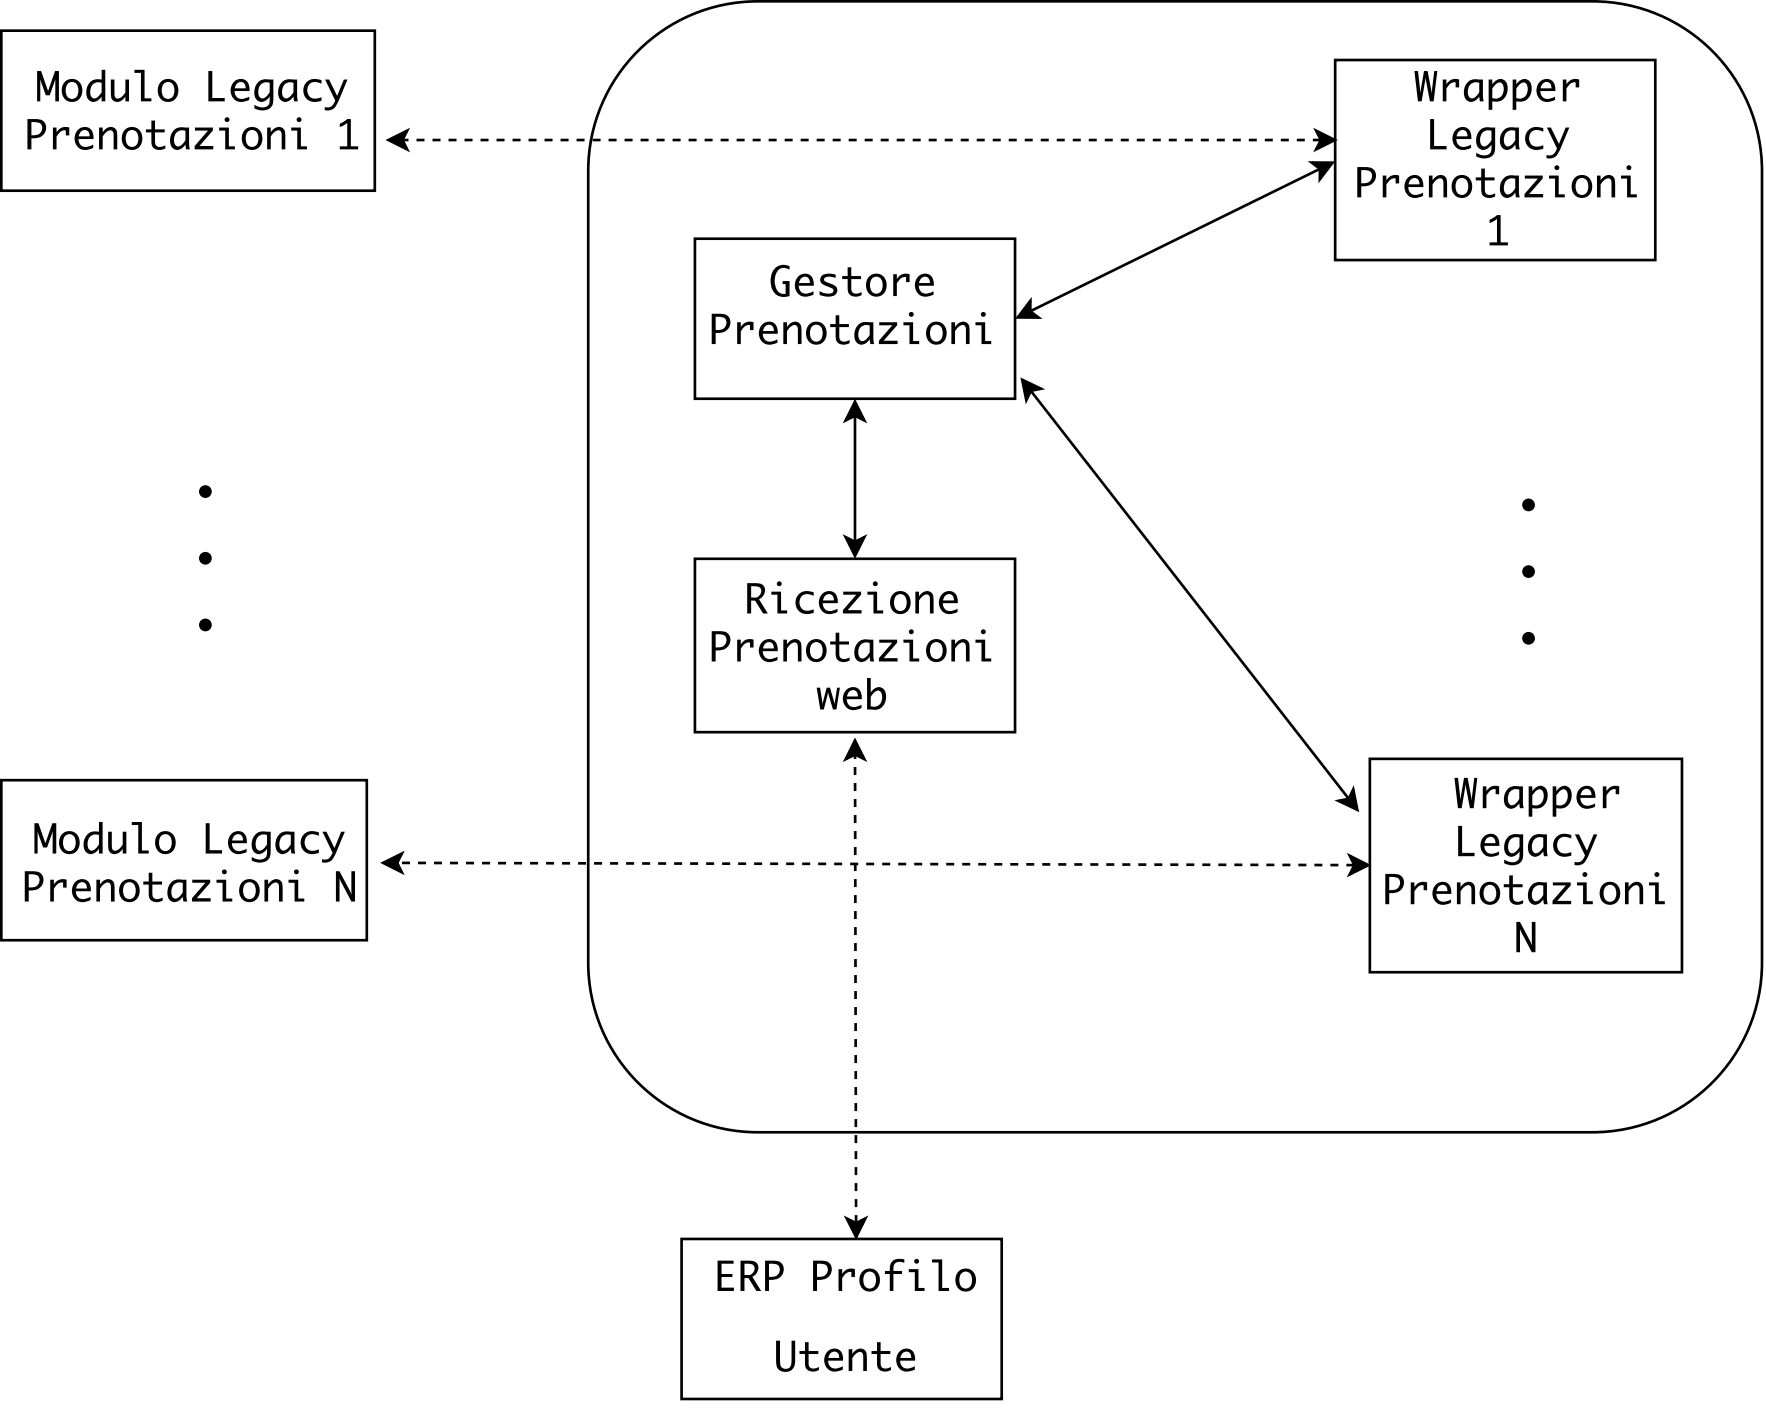 Modulo Legacy
Prenotazioni 1
Wrapper
Legacy
Prenotazioni
1
Gestore
Prenotazioni
Ricezione
Prenotazioni
web
Modulo Legacy
Prenotazioni N
Wrapper
Legacy
Prenotazioni
N
ERP Profilo
Utente